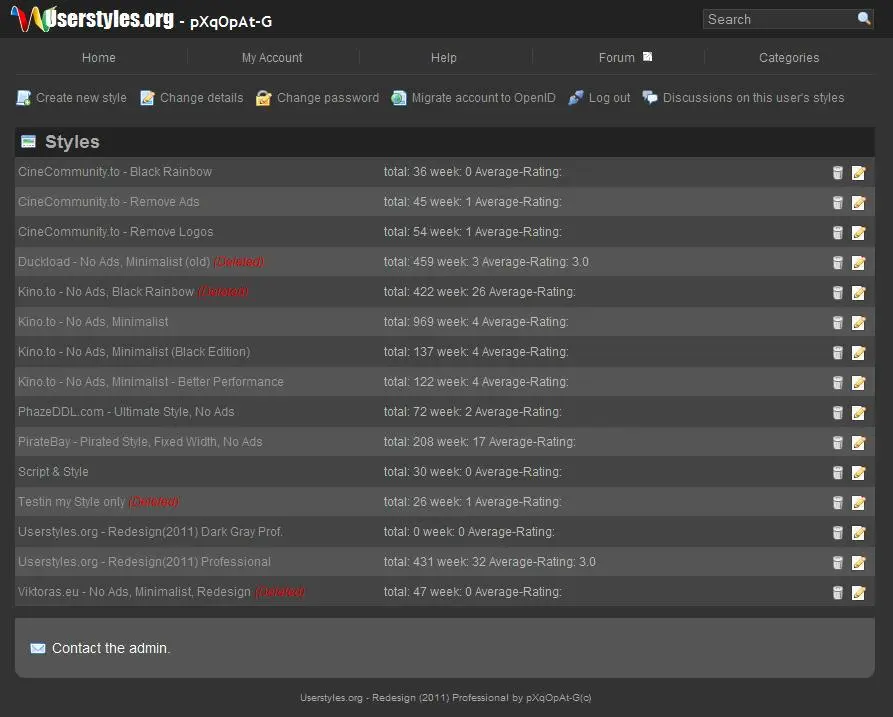 Userstyles.org - pXqOpAt-G
Search
Home My Account Help Forum Categories
Create new style Change details Change password Migrate account to OpenID Log out Discussions on this user's styles
Styles
CineCommunity.to - Black Rainbow total: 36 week: 0 Average-Rating:
CineCommunity.to - Remove Ads total: 45 week: 1 Average-Rating:
CineCommunity.to - Remove Logos total: 54 week: 1 Average-Rating:
Duckload - No Ads, Minimalist (old) (Deleted) total: 459 week: 3 Average-Rating: 3.0
Kino.to - No Ads, Black Rainbow (Deleted) total: 422 week: 26 Average-Rating:
Kino.to - No Ads, Minimalist total: 969 week: 4 Average-Rating:
Kino.to - No Ads, Minimalist (Black Edition) total: 137 week: 4 Average-Rating:
Kino.to - No Ads, Minimalist - Better Performance total: 122 week: 4 Average-Rating:
PhazeDDL.com - Ultimate Style, No Ads total: 72 week: 2 Average-Rating:
PirateBay - Pirated Style, Fixed Width, No Ads total: 208 week: 17 Average-Rating:
Script & Style total: 30 week: 0 Average-Rating:
Testin my Style only (Deleted) total: 26 week: 1 Average-Rating:
Userstyles.org - Redesign(2011) Dark Gray Prof. total: 0 week: 0 Average-Rating:
Userstyles.org - Redesign(2011) Professional total: 431 week: 32 Average-Rating: 3.0
Viktoras.eu - No Ads, Minimalist, Redesign (Deleted) total: 47 week: 0 Average-Rating:
Contact the admin.
Userstyles.org - Redesign (2011) Professional by pXqOpAt-G(c)